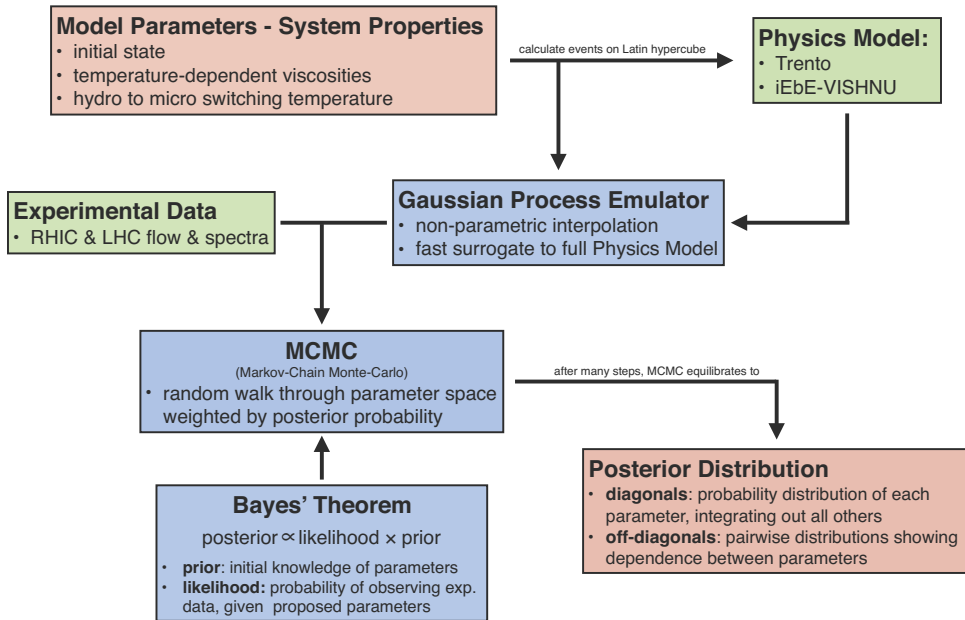 Model Parameters - System Properties
• initial state
• temperature-dependent viscosities
• hydro to micro switching temperature
calculate events on Latin hypercube
Physics Model:
• Trento
• iEbE-VISHNU
Experimental Data
• RHIC & LHC flow & spectra
Gaussian Process Emulator
• non-parametric interpolation
• fast surrogate to full Physics Model
MCMC
(Markov-Chain Monte-Carlo)
• random walk through parameter space
weighted by posterior probability
after many steps, MCMC equilibrates to
Posterior Distribution
• diagonals: probability distribution of each
parameter, integrating out all others
• off-diagonals: pairwise distributions showing
dependence between parameters
Bayes’ Theorem
posterior ∝ likelihood × prior
• prior: initial knowledge of parameters
• likelihood: probability of observing exp.
data, given proposed parameters